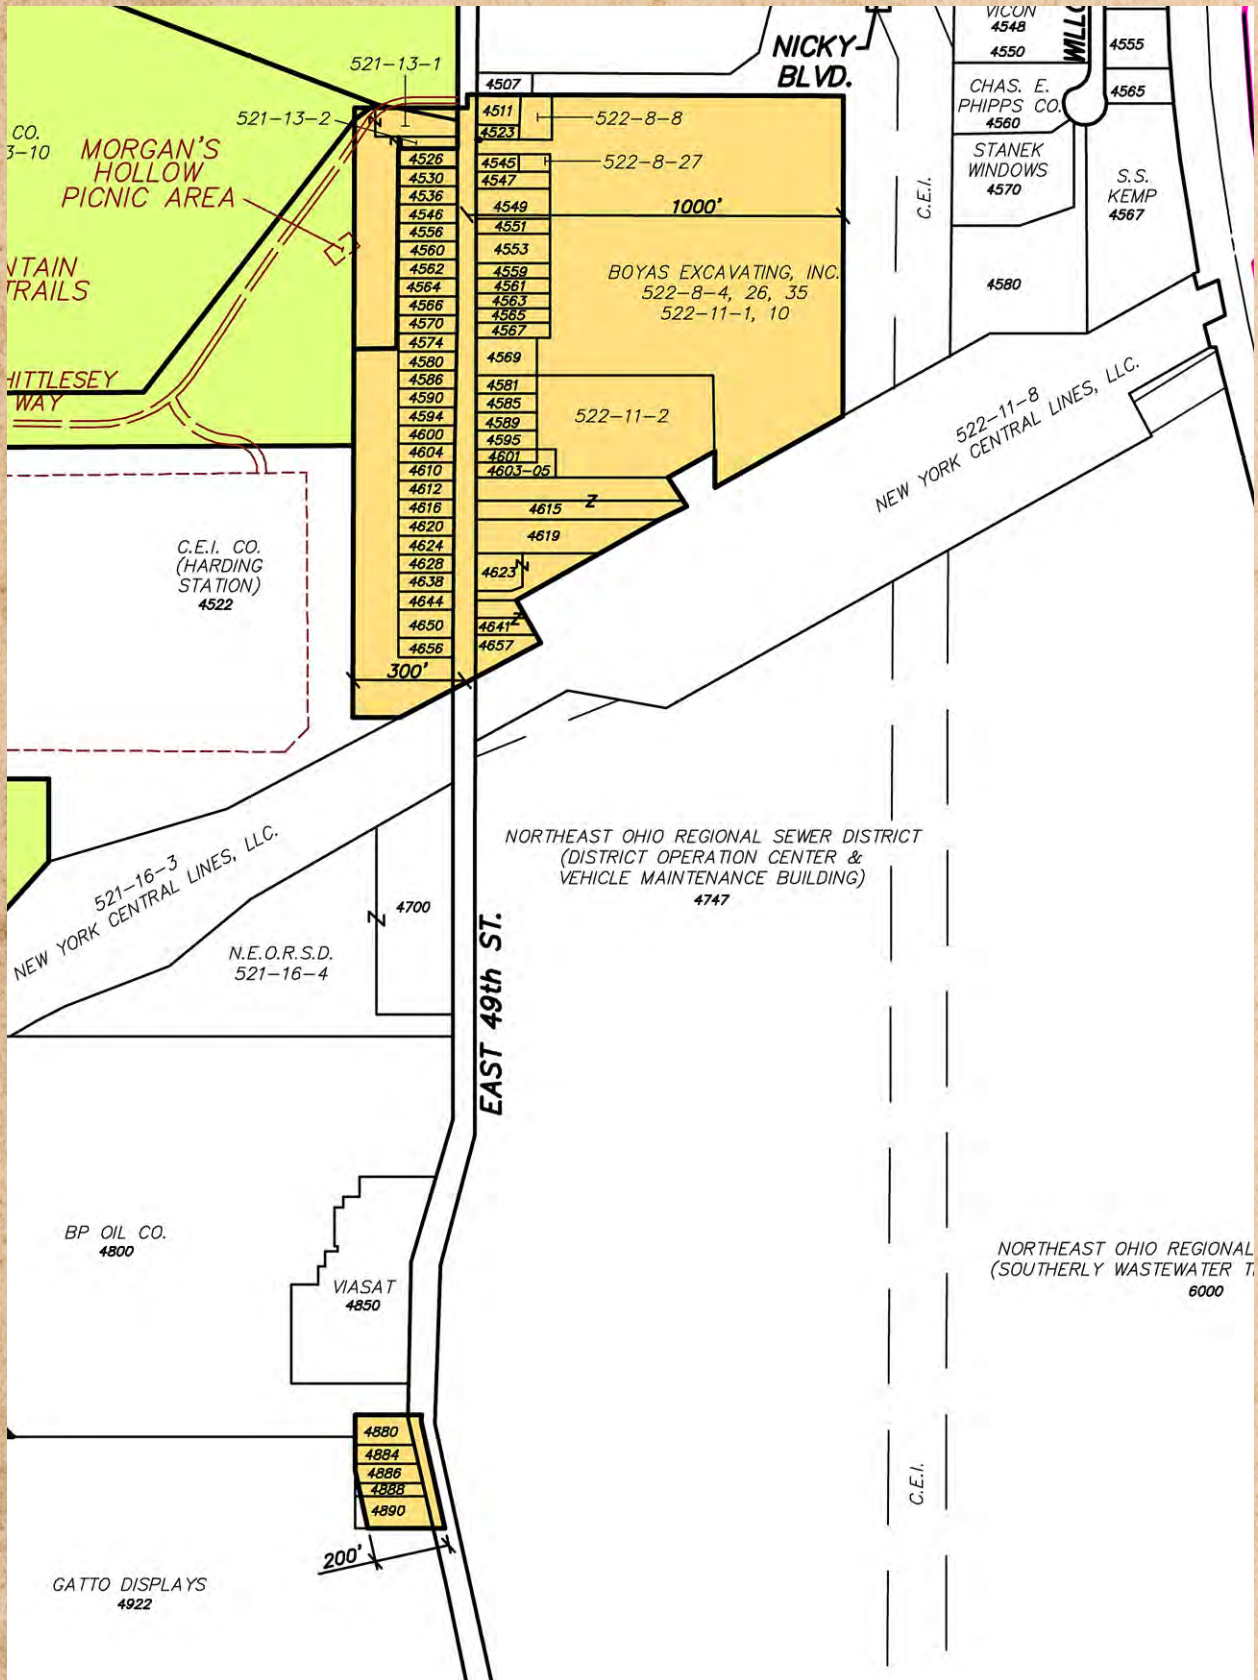 VICON
4548
4550
4555
NICKY
BLVD.
521-13-1
4507
CHAS. E.
PHIPPS CO.
4560
4565
CO.
3-10
521-13-2
4511
4523
522-8-8
MORGAN'S
HOLLOW
PICNIC AREA
STANEK
WINDOWS
4570
S.S.
KEMP
4567
C.E.I.
4526
4530
4536
4546
4556
4560
4562
4564
4566
4570
4574
4580
4586
4590
4594
4600
4604
4610
4612
4616
4620
4624
4628
4638
4644
4650
4656
4545
522-8-27
4547
4549
1000'
4551
4553
4559
4561
4563
4565
4567
4569
4581
4585
4589
4595
4601
4603-05
4615
Z
4619
4623
Z
4641
Z
4657
BOYAS EXCAVATING, INC.
522-8-4, 26, 35
522-11-1, 10
522-11-2
4580
522-11-8
NEW YORK CENTRAL LINES, LLC.
NTAIN
TRAILS
HITTLESEY
WAY
C.E.I. CO.
(HARDING
STATION)
4522
300'
NORTHEAST OHIO REGIONAL SEWER DISTRICT
(DISTRICT OPERATION CENTER &
VEHICLE MAINTENANCE BUILDING)
4747
521-16-3
NEW YORK CENTRAL LINES, LLC.
Z
4700
N.E.O.R.S.D.
521-16-4
EAST 49th ST.
BP OIL CO.
4800
VIASAT
4850
NORTHEAST OHIO REGIONAL
(SOUTHERLY WASTEWATER
6000
4880
4884
4886
4888
4890
C.E.I.
200'
GATTO DISPLAYS
4922